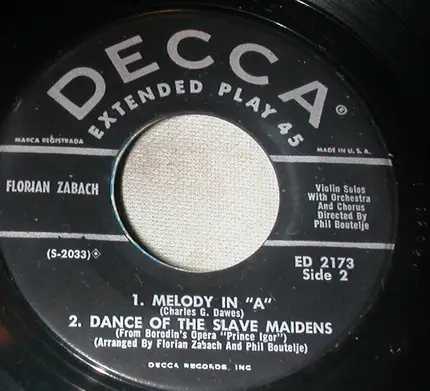 DECCA®
EXTENDED PLAY 45
MARCA REGISTRADA
MADE IN U. S. A.
FLORIAN ZABACH
Violin Solos
With Orchestra
And Chorus
Directed By
Phil Boutelje
(S-2033)
ED 2173
Side 2
1. MELODY IN "A"
(Charles G. Dawes)
2. DANCE OF THE SLAVE MAIDENS
(From Borodin's Opera "Prince Igor")
(Arranged By Florian Zabach And Phil Boutelje)
DECCA RECORDS, INC